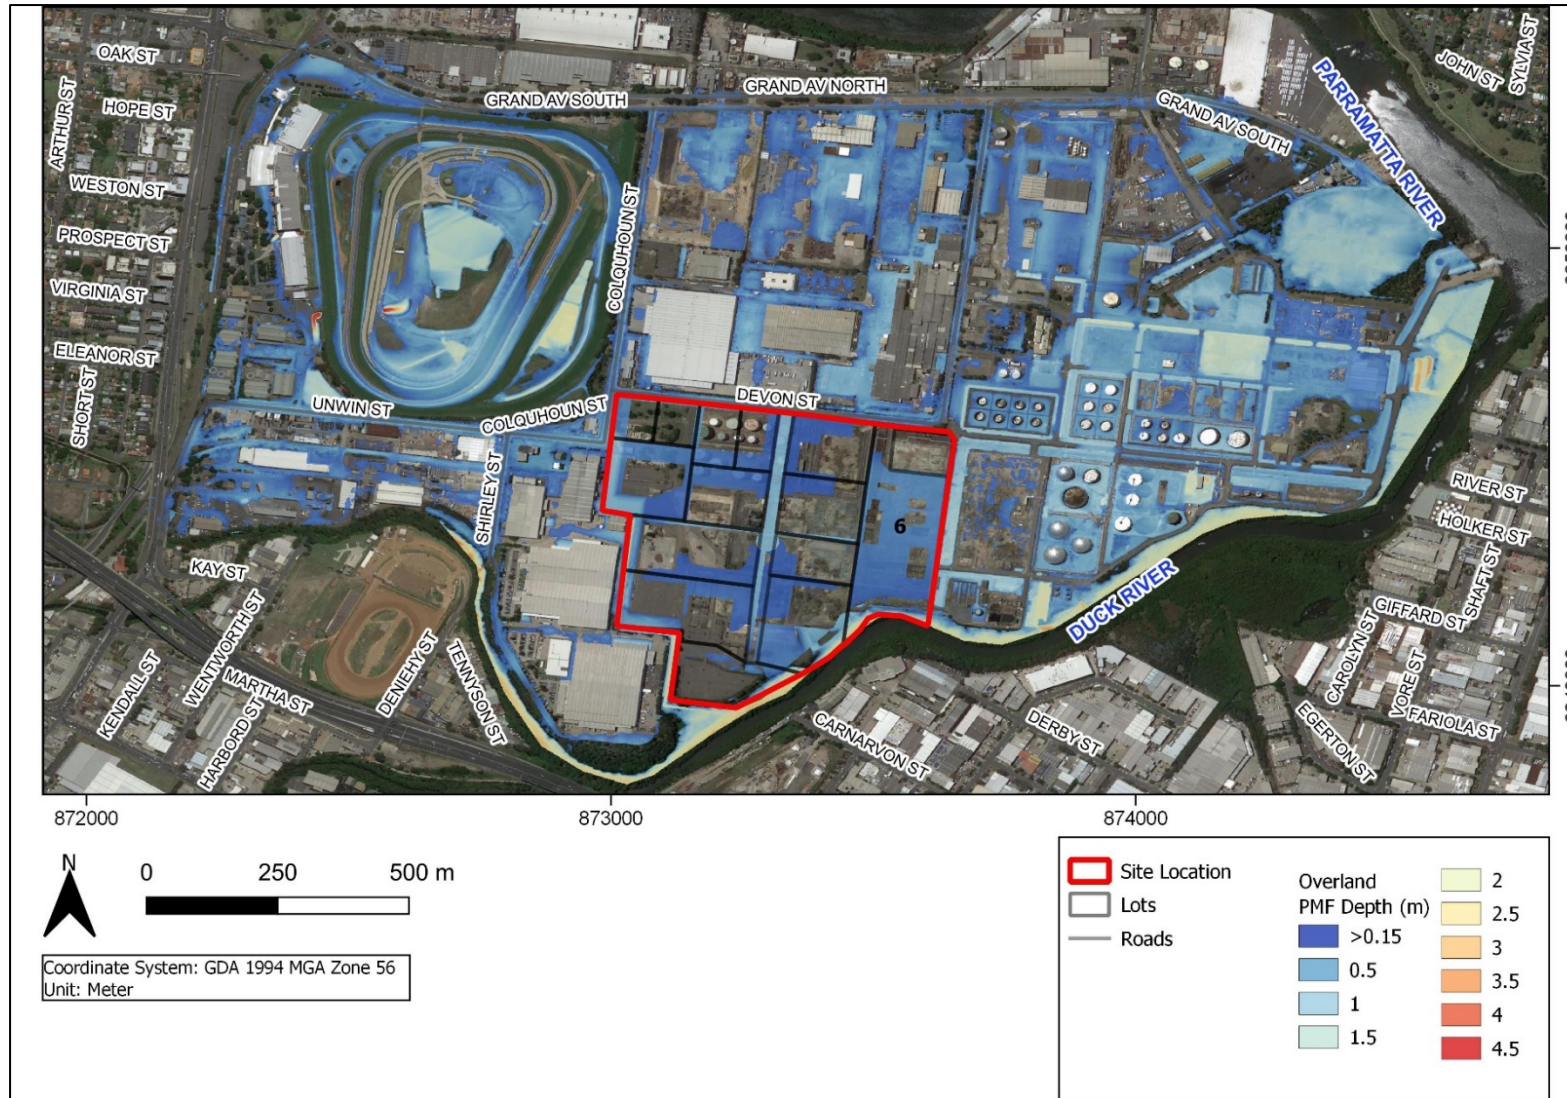 OAK ST
HOPE ST
ARTHUR ST
WESTON ST
PROSPECT ST
VIRGINIA ST
ELEANOR ST
SHORT ST
UNWIN ST
COLQUHOUN ST
COLQUHOUN ST
GRAND AV SOUTH
GRAND AV NORTH
GRAND AV SOUTH
PARRAMATTA RIVER
JOHN ST
SYLVIA ST
DEVON ST
6
SHIRLEY ST
KAY ST
WENTWORTH ST
KENDALL ST
HARBORD ST
MARTHA ST
DENIEHY ST
TENNYSON ST
DUCK RIVER
CARNARVON ST
DERBY ST
RIVER ST
HOLKER ST
SHAFT ST
GIFFARD ST
CAROLYN ST
VORE ST
FARIOLA ST
EGERTON ST
872000
873000
874000
N
0
250
500 m
Coordinate System: GDA 1994 MGA Zone 56
Unit: Meter
Site Location
Lots
Roads
Overland
PMF Depth (m)
>0.15
0.5
1
1.5
2
2.5
3
3.5
4
4.5